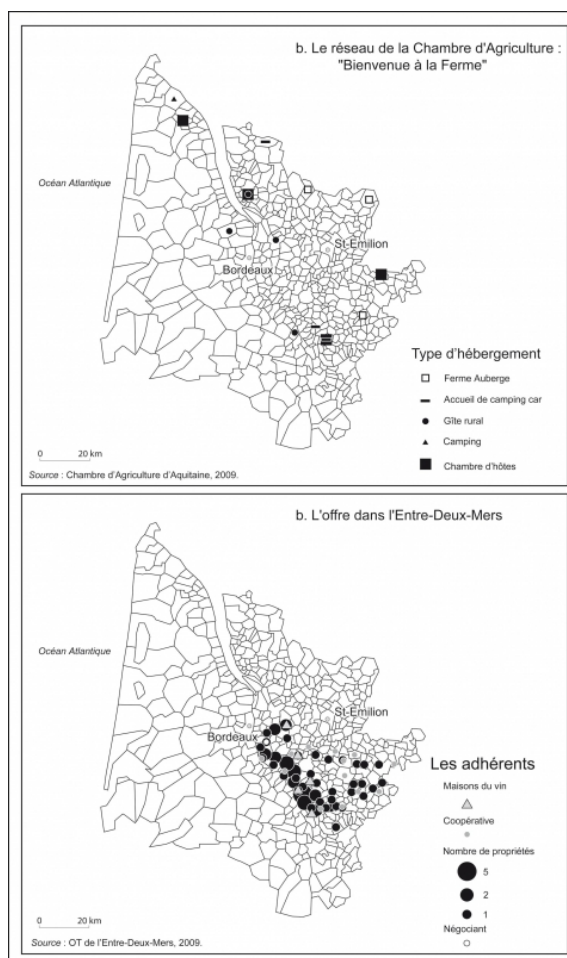 b. Le réseau de la Chambre d'Agriculture :
"Bienvenue à la Ferme"
Océan Atlantique
St-Emilion
Bordeaux
Type d'hébergement
Ferme Auberge
Accueil de camping car
Gîte rural
Camping
Chambre d'hôtes
0 20 km
Source : Chambre d'Agriculture d'Aquitaine, 2009.
b. L'offre dans l'Entre-Deux-Mers
Océan Atlantique
St-Emilion
Bordeaux
Les adhérents
Maisons du vin
Coopérative
Nombre de propriétés
5
2
1
Négociant
0 20 km
Source : OT de l'Entre-Deux-Mers, 2009.